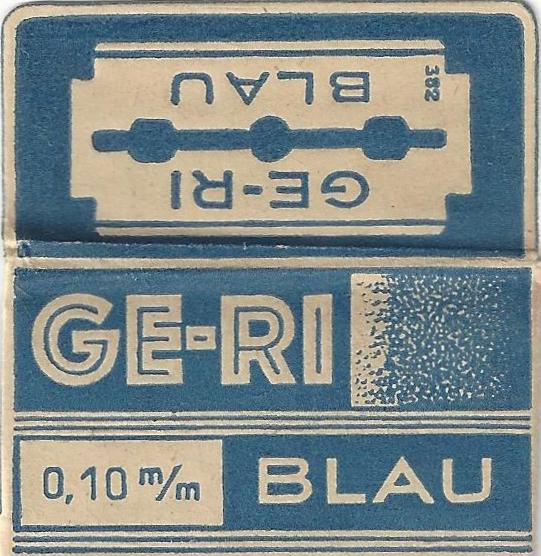 GE-RI
BLAU
382
GE-RI
0,10 m/m BLAU